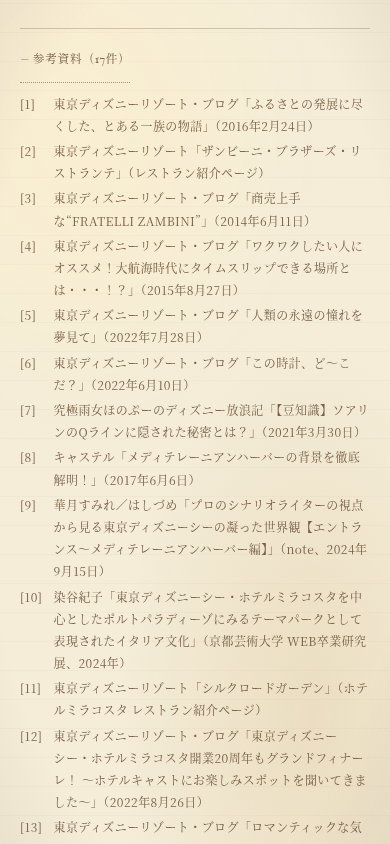 – 参考資料（17件）
[1] 東京ディズニーリゾート・ブログ「ふるさとの発展に尽
くした、とある一族の物語」（2016年2月24日）
[2] 東京ディズニーリゾート「ザンビーニ・ブラザーズ・リ
ストランテ」（レストラン紹介ページ）
[3] 東京ディズニーリゾート・ブログ「商売上手
な“FRATELLI ZAMBINI”」（2014年6月11日）
[4] 東京ディズニーリゾート・ブログ「ワクワクしたい人に
オススメ！大航海時代にタイムスリップできる場所と
は・・・！？」（2015年8月27日）
[5] 東京ディズニーリゾート・ブログ「人類の永遠の憧れを
夢見て」（2022年7月28日）
[6] 東京ディズニーリゾート・ブログ「この時計、ど〜こ
だ？」（2022年6月10日）
[7] 究極雨女ほのぷーのディズニー放浪記「【豆知識】ソアリ
ンのQラインに隠された秘密とは？」（2021年3月30日）
[8] キャステル「メディテレーニアンハーバーの背景を徹底
解明！」（2017年6月6日）
[9] 華月すみれ／はしづめ「プロのシナリオライターの視点
から見る東京ディズニーシーの凝った世界観【エントラ
ンス〜メディテレーニアンハーバー編】」（note、2024年
9月15日）
[10] 染谷紀子「東京ディズニーシー・ホテルミラコスタを中
心としたポルトパラディーゾにみるテーマパークとして
表現されたイタリア文化」（京都芸術大学 WEB卒業研究
展、2024年）
[11] 東京ディズニーリゾート「シルクロードガーデン」（ホテ
ルミラコスタ レストラン紹介ページ）
[12] 東京ディズニーリゾート・ブログ「東京ディズニー
シー・ホテルミラコスタ開業20周年もグランドフィナー
レ！ 〜ホテルキャストにお楽しみスポットを聞いてきま
した〜」（2022年8月26日）
[13] 東京ディズニーリゾート・ブログ「ロマンティックな気